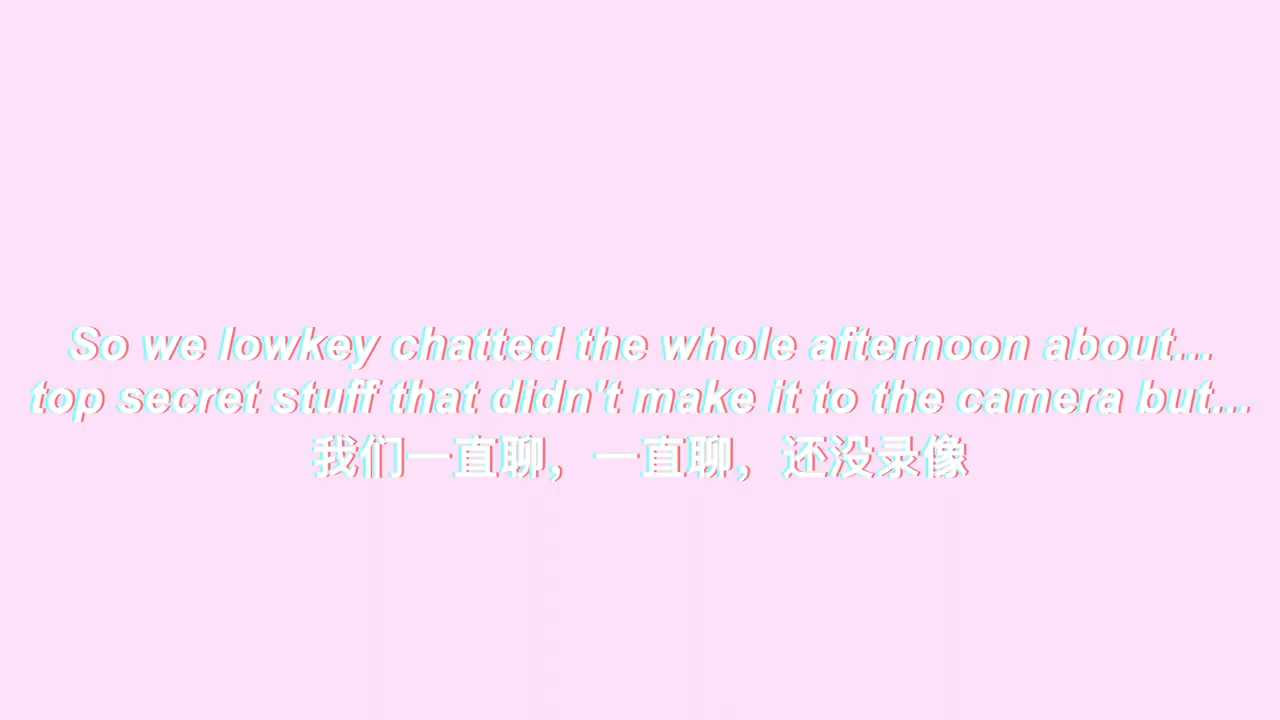 So we lowkey chatted the whole afternoon about...
top secret stuff that didn't make it to the camera but...
我们一直聊，一直聊，还没录像